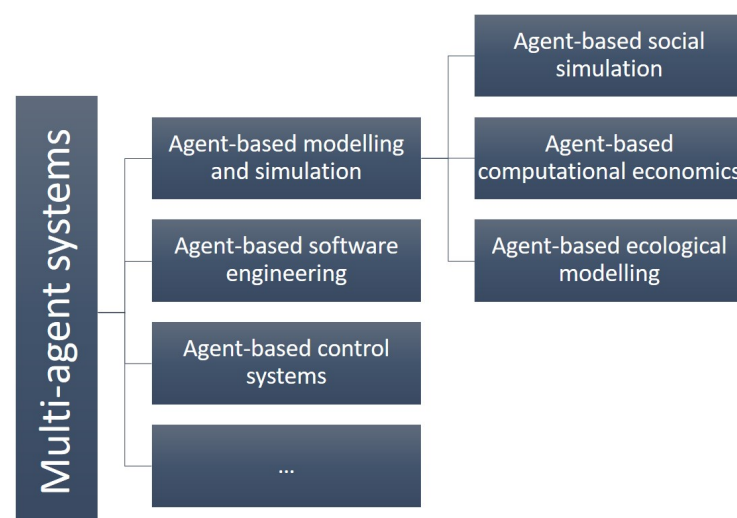 Multi-agent systems
Agent-based modelling
and simulation
Agent-based software
engineering
Agent-based control
systems
...
Agent-based social
simulation
Agent-based
computational economics
Agent-based ecological
modelling